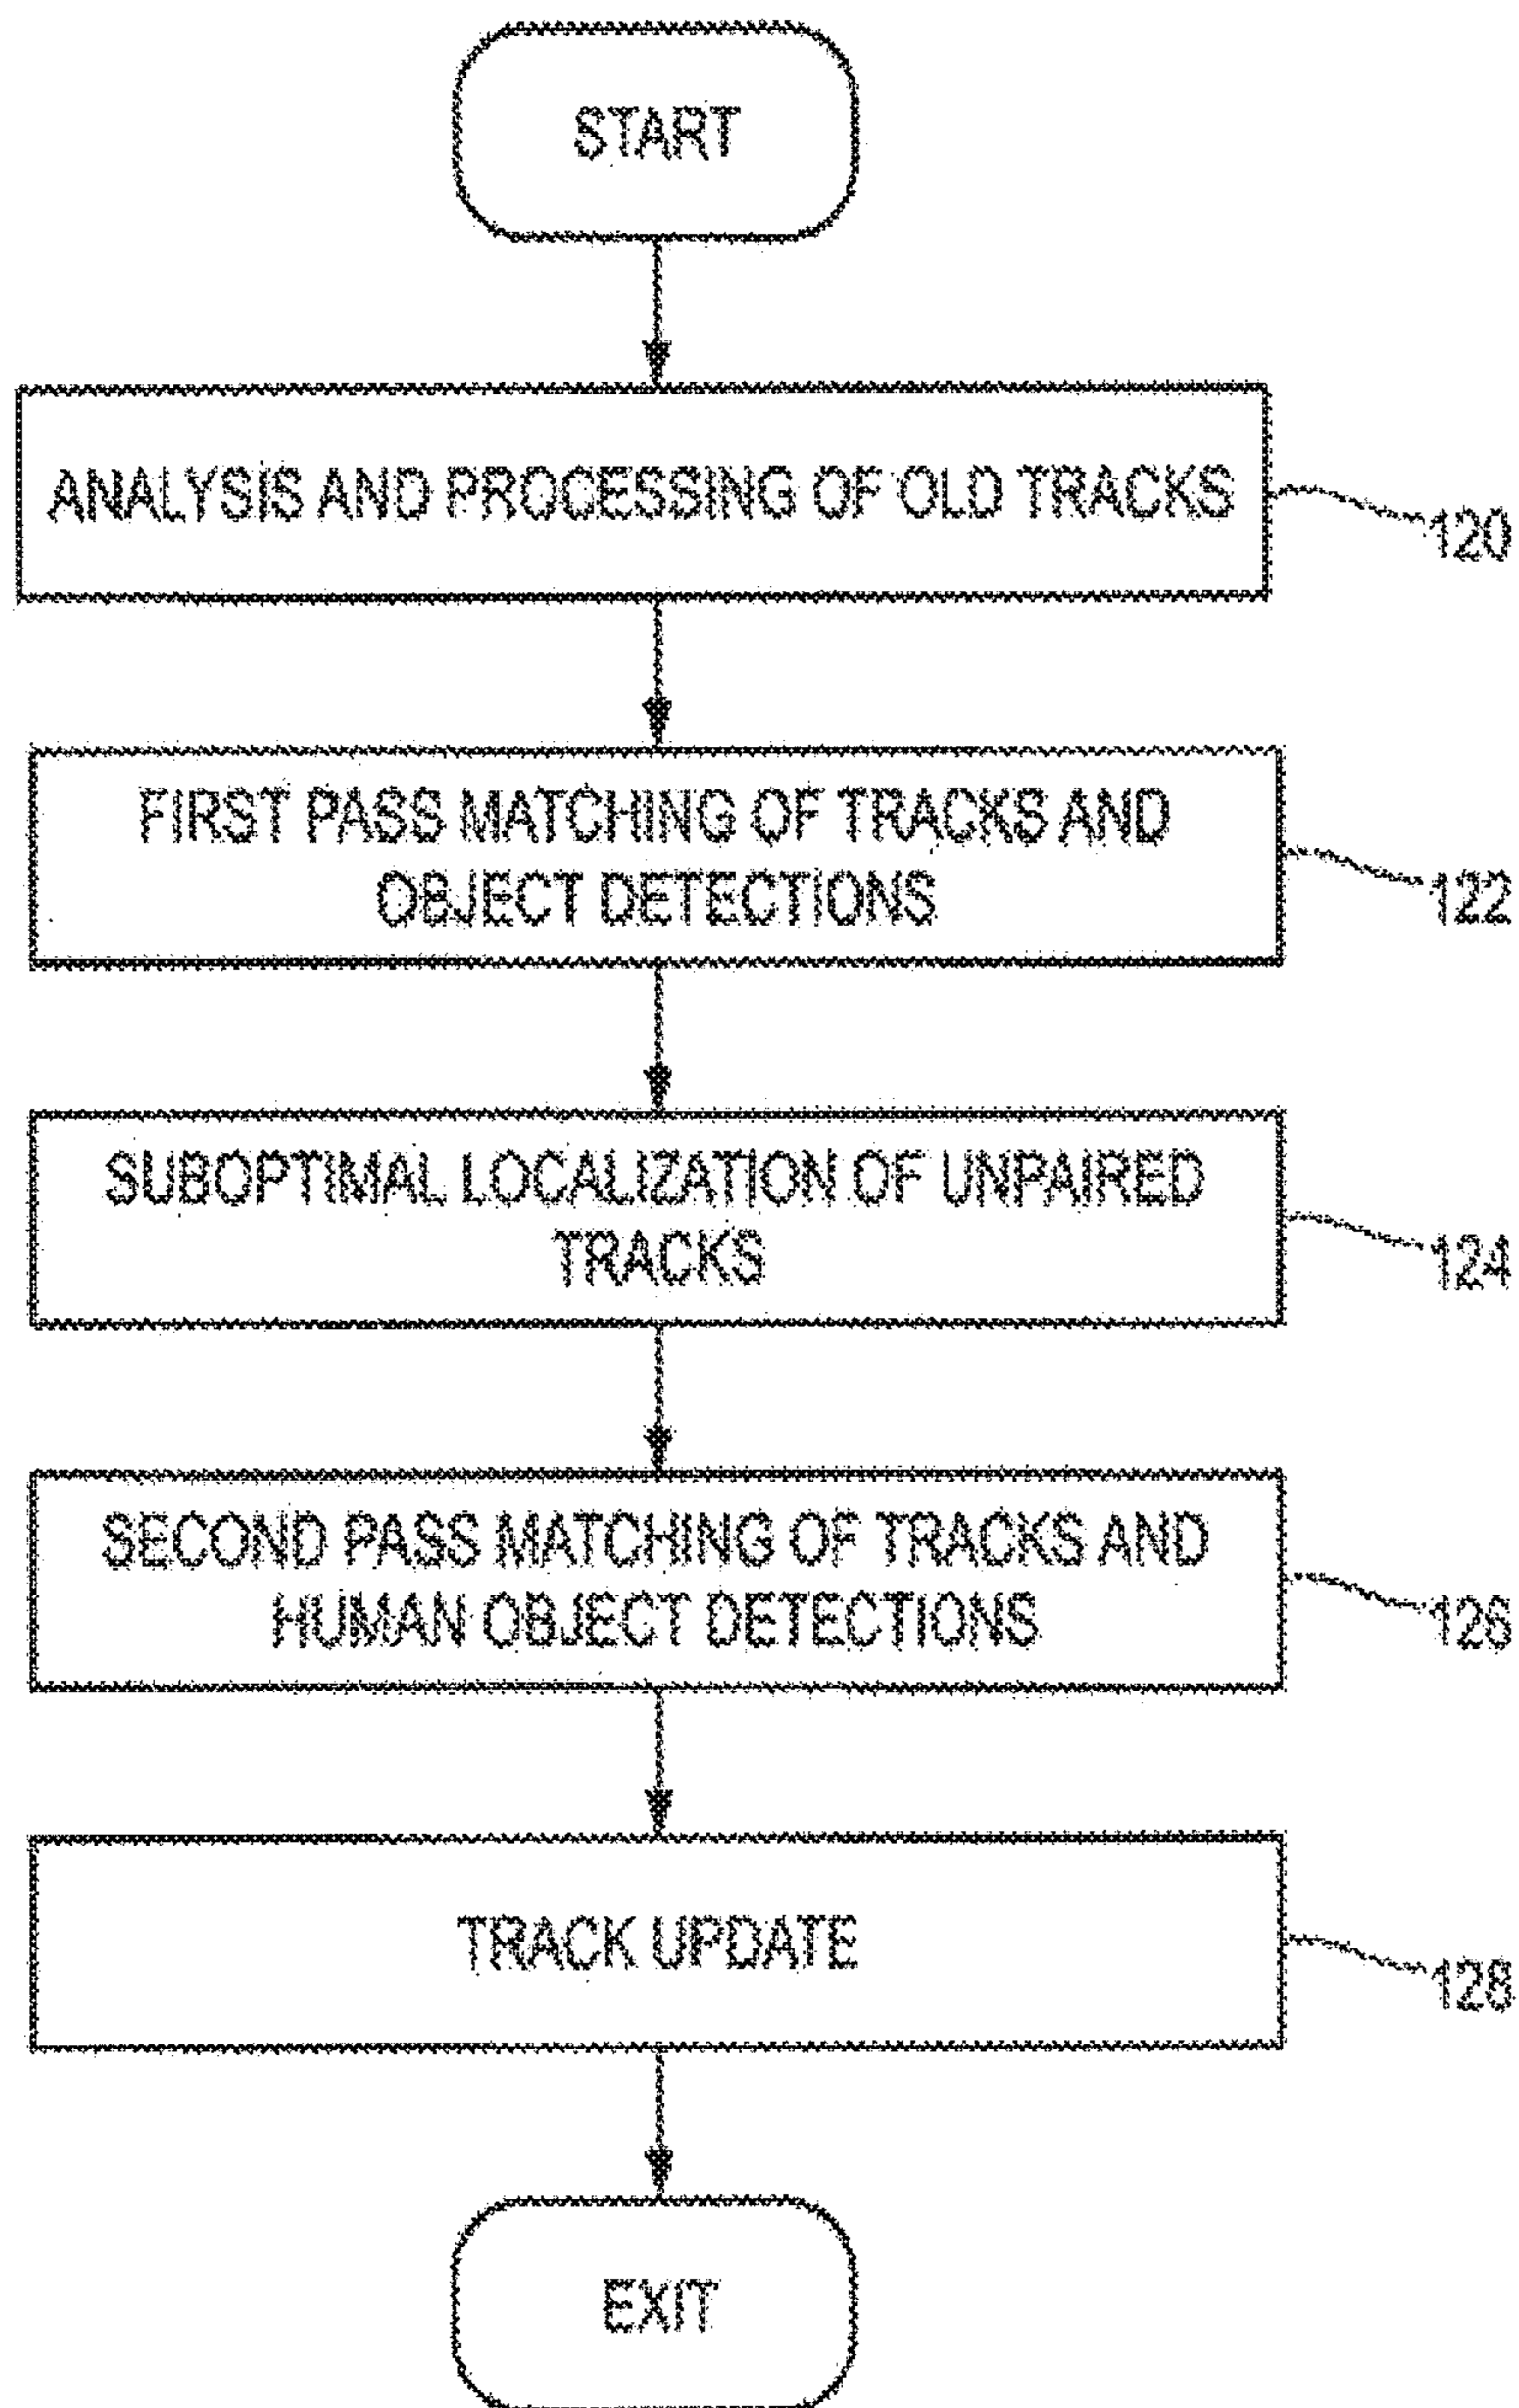 START
ANALYSIS AND PROCESSING OF OLD TRACKS
120
FIRST PASS MATCHING OF TRACKS AND
OBJECT DETECTIONS
122
SUBOPTIMAL LOCALIZATION OF UNPAIRED
TRACKS
124
SECOND PASS MATCHING OF TRACKS AND
HUMAN OBJECT DETECTIONS
126
TRACK UPDATE
128
EXIT